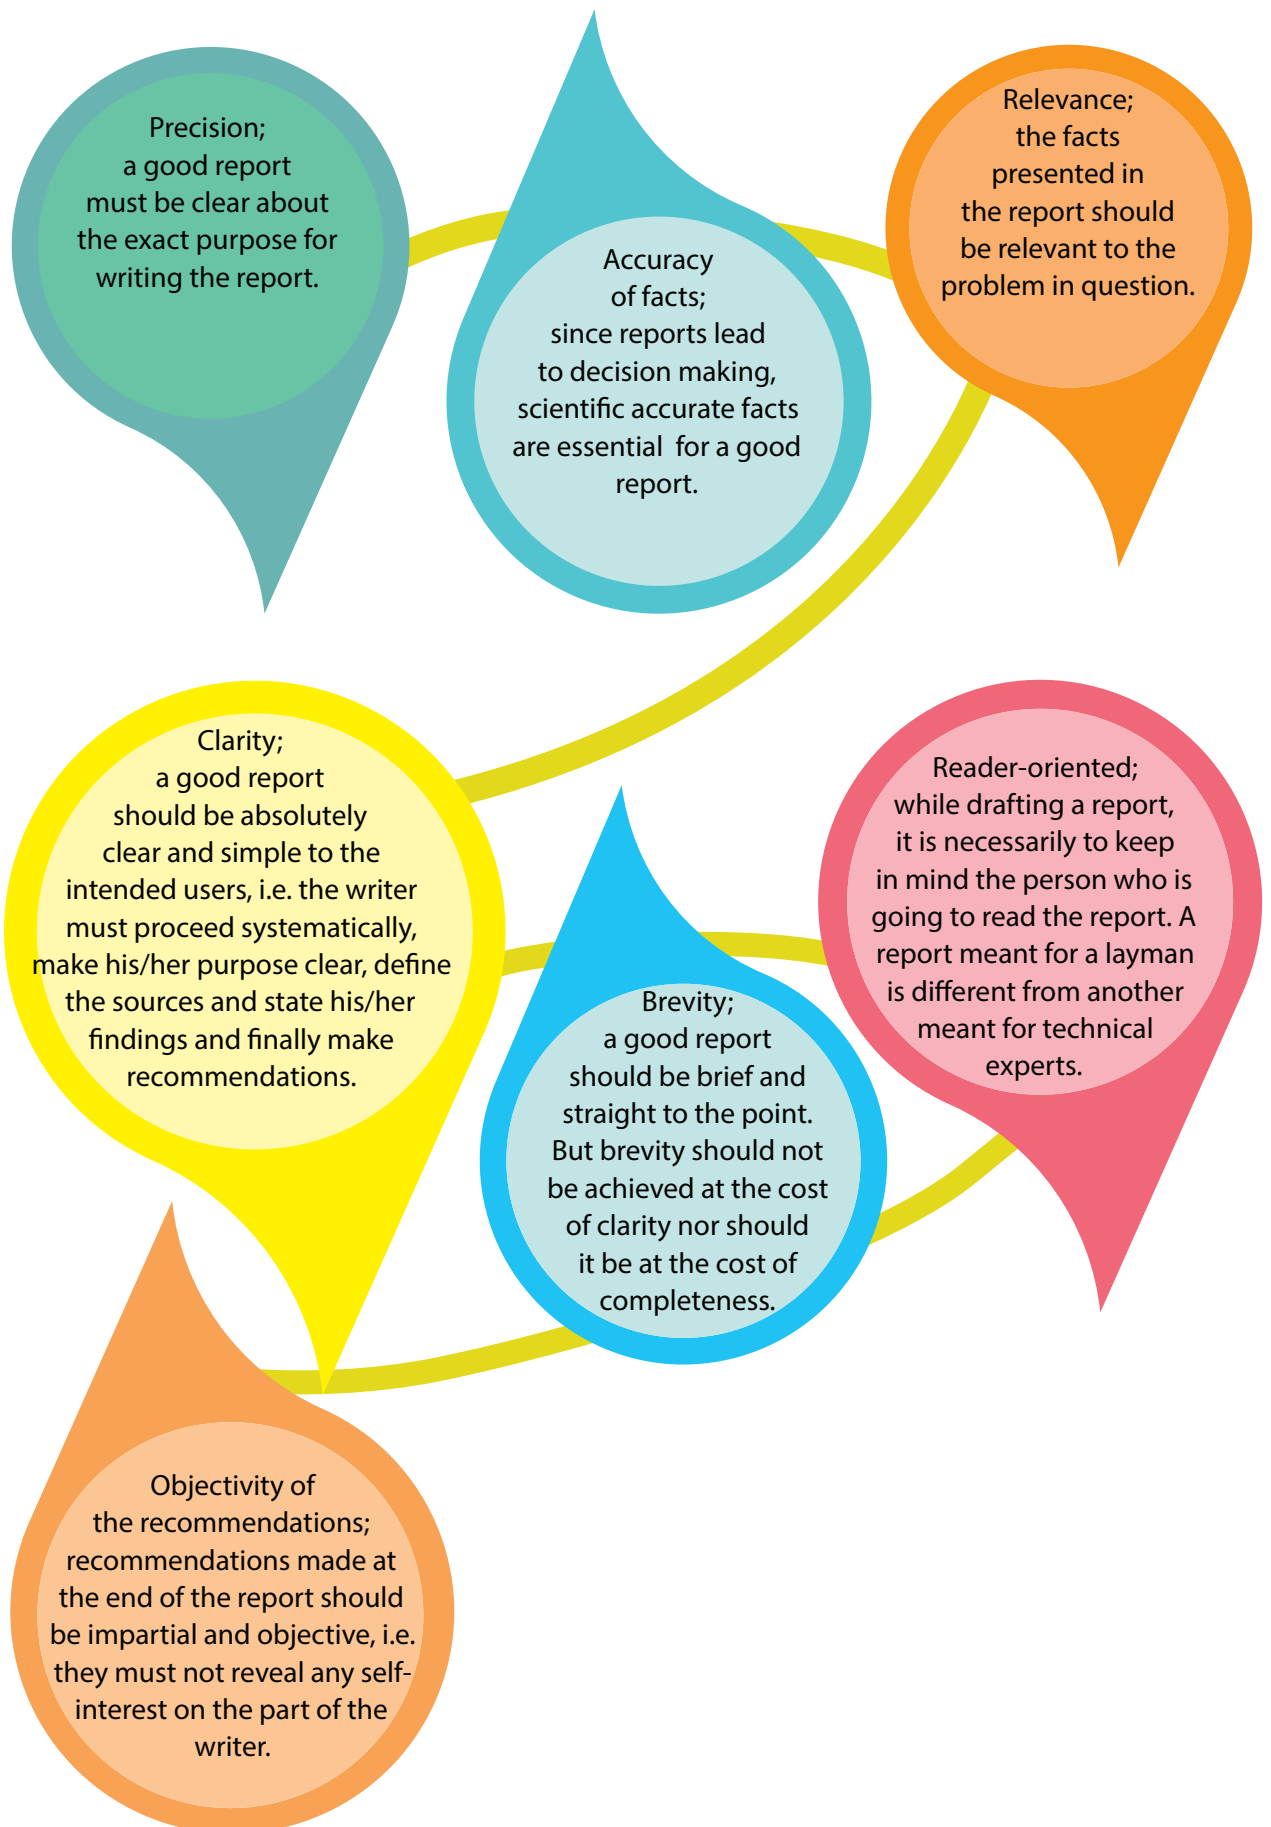 Precision;
a good report
must be clear about
the exact purpose for
writing the report.
Accuracy
of facts;
since reports lead
to decision making,
scientific accurate facts
are essential  for a good
report.
Relevance;
the facts
presented in
the report should
be relevant to the
problem in question.
Clarity;
a good report
should be absolutely
clear and simple to the
intended users, i.e. the writer
must proceed systematically,
make his/her purpose clear, define
the sources and state his/her
findings and finally make
recommendations.
Brevity;
a good report
should be brief and
straight to the point.
But brevity should not
be achieved at the cost
of clarity nor should
it be at the cost of
completeness.
Reader-oriented;
while drafting a report,
it is necessarily to keep
in mind the person who is
going to read the report. A
report meant for a layman
is different from another
meant for technical
experts.
Objectivity of
the recommendations;
recommendations made at
the end of the report should
be impartial and objective, i.e.
they must not reveal any self-
interest on the part of the
writer.